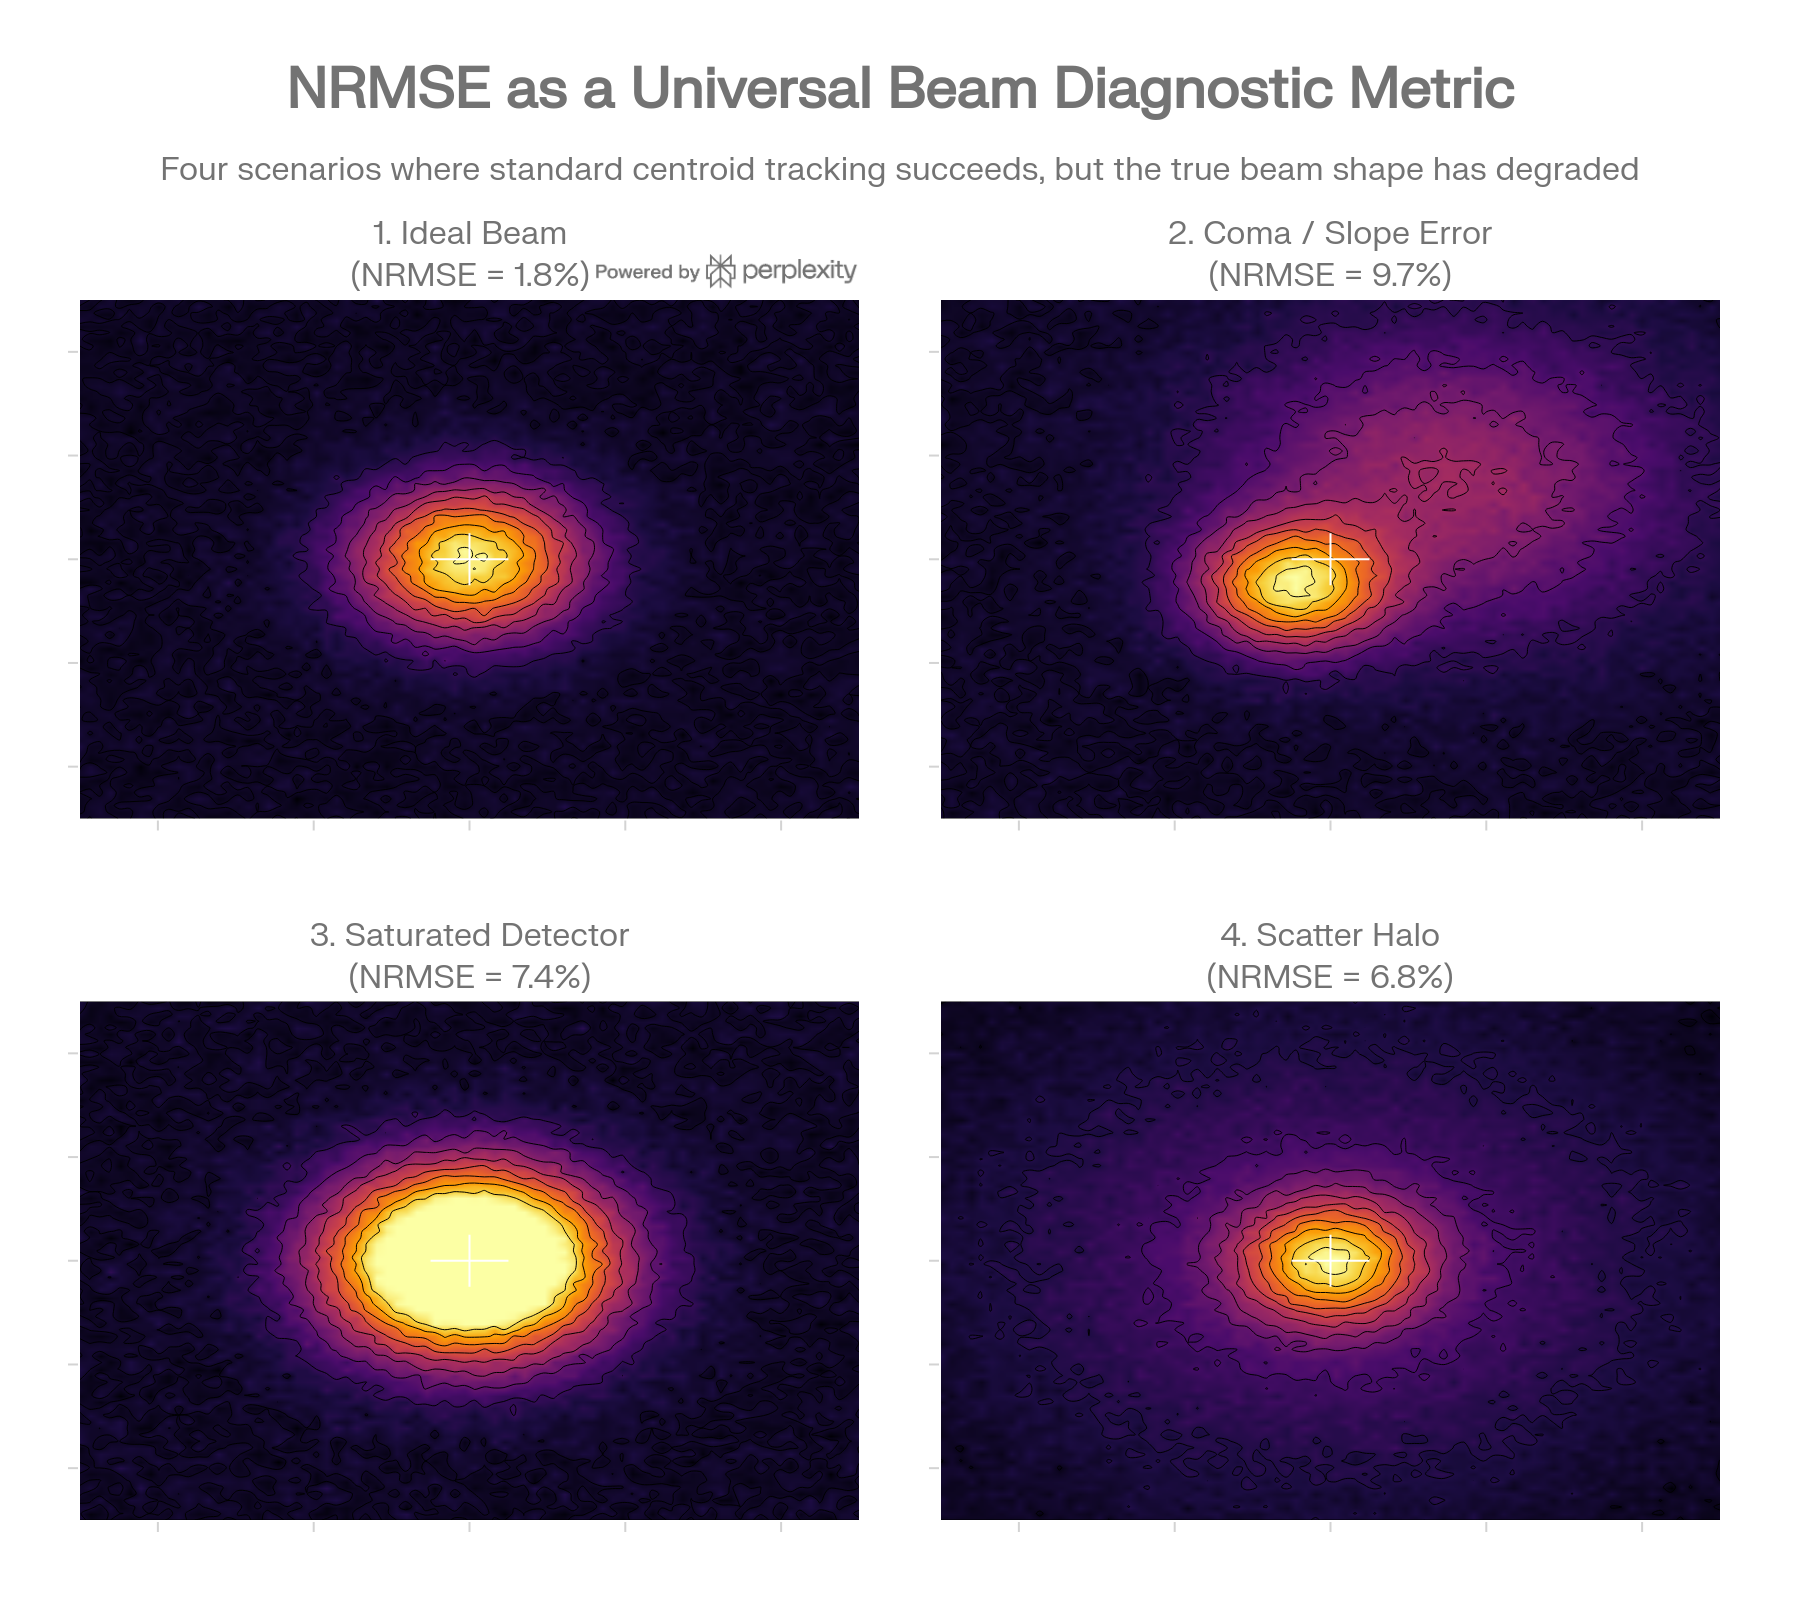 NRMSE as a Universal Beam Diagnostic Metric
Four scenarios where standard centroid tracking succeeds, but the true beam shape has degraded
1. Ideal Beam
(NRMSE = 1.8%)
Powered by perplexity
2. Coma / Slope Error
(NRMSE = 9.7%)
3. Saturated Detector
(NRMSE = 7.4%)
4. Scatter Halo
(NRMSE = 6.8%)